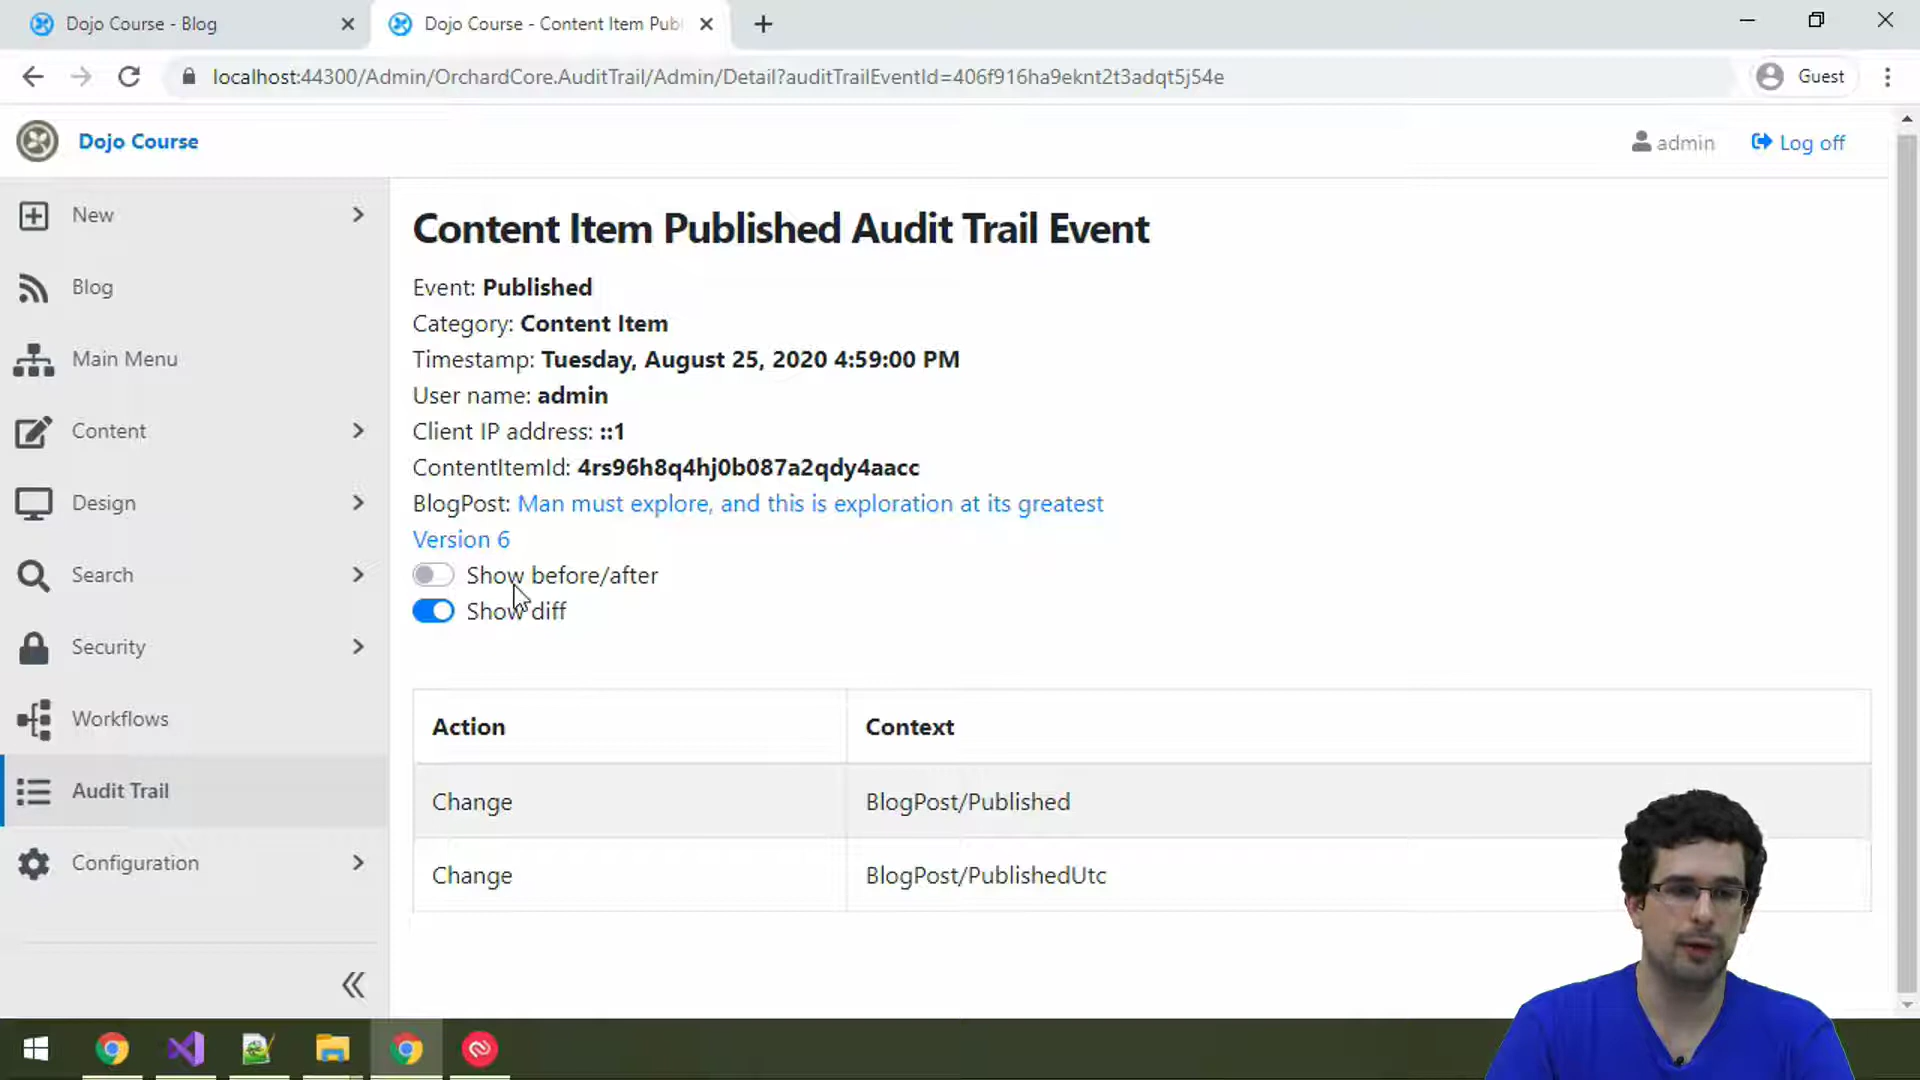 Dojo Course - Blog
Dojo Course - Content Item Pub
localhost:44300/Admin/OrchardCore.AuditTrail/Admin/Detail?auditTrailEventId=406f916ha9eknt2t3adqt5j54e
Guest
Dojo Course
admin
Log off
New
Blog
Main Menu
Content
Design
Search
Security
Workflows
Audit Trail
Configuration
Content Item Published Audit Trail Event
Event: Published
Category: Content Item
Timestamp: Tuesday, August 25, 2020 4:59:00 PM
User name: admin
Client IP address: ::1
ContentItemId: 4rs96h8q4hj0b087a2qdy4aacc
BlogPost: Man must explore, and this is exploration at its greatest
Version 6
Show before/after
Show diff
Action Context
Change BlogPost/Published
Change BlogPost/PublishedUtc